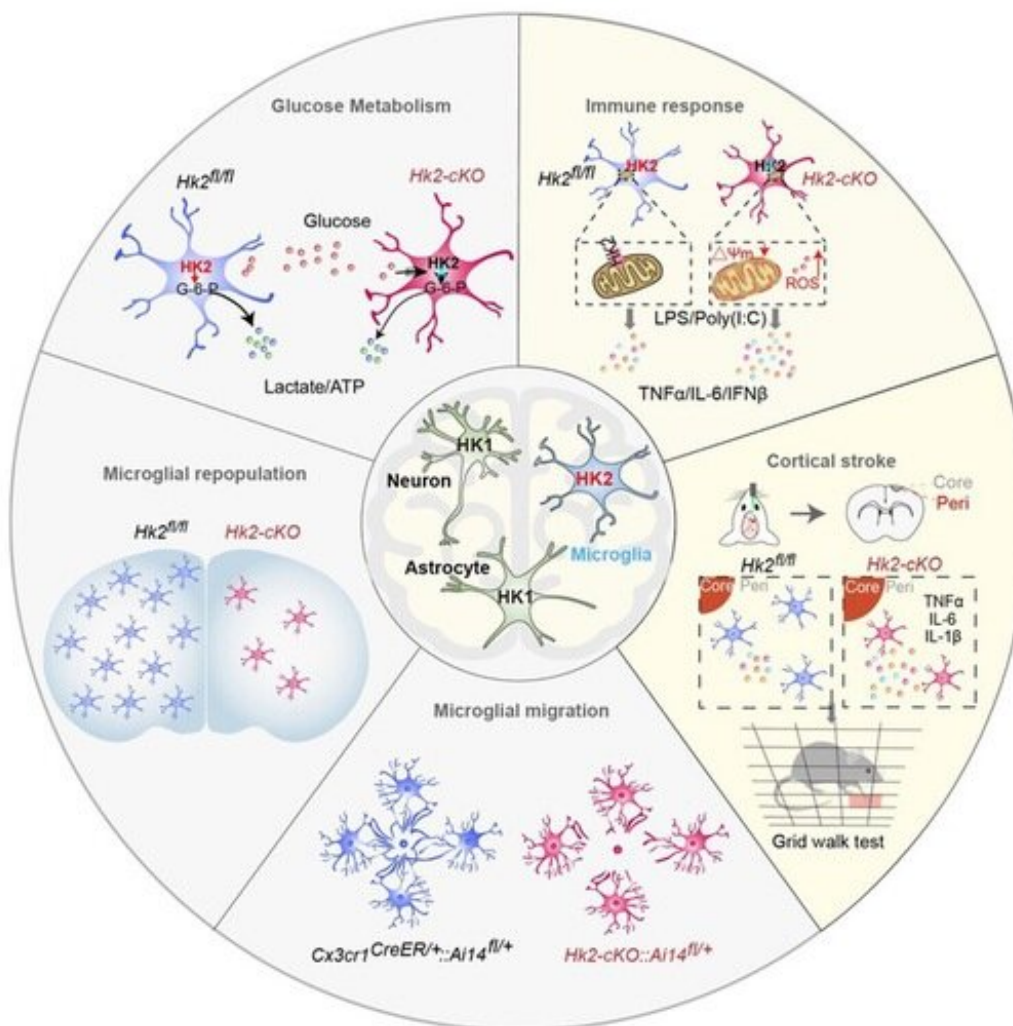 Glucose Metabolism
Hk2fl/fl
Hk2-cKO
Glucose
HK2
HK2
G-6-P
G-6-P
Lactate/ATP
Immune response
Hk2fl/fl
HK2
HK2
Hk2-cKO
HK2
△Ψm
ROS
LPS/Poly(I:C)
TNFα/IL-6/IFNβ
Microglial repopulation
Hk2fl/fl
Hk2-cKO
HK1
Neuron
HK2
Microglia
Astrocyte
HK1
Cortical stroke
Core
Peri
Hk2fl/fl
Hk2-cKO
Core Peri
Core Peri
TNFα
IL-6
IL-1β
Grid walk test
Microglial migration
Cx3cr1CreER/+::Ai14fl/+
Hk2-cKO::Ai14fl/+